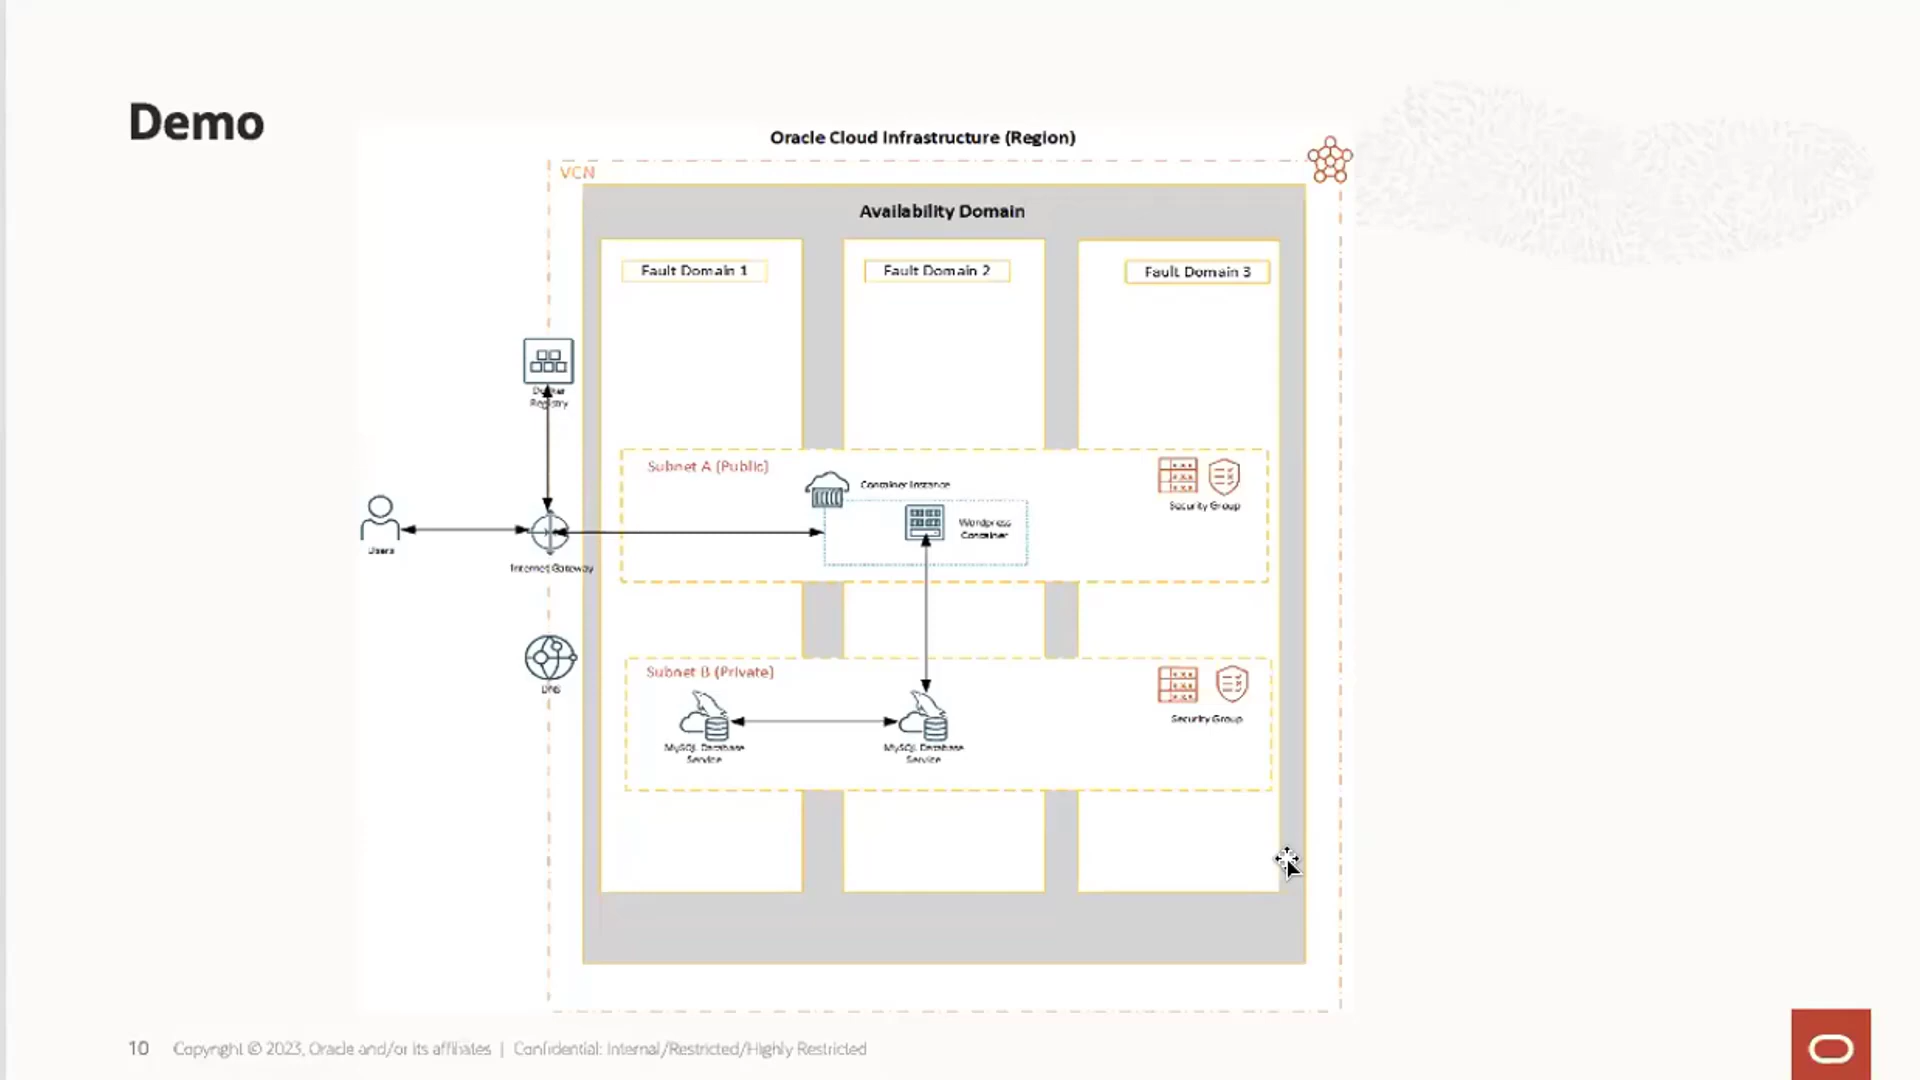 Demo
Oracle Cloud Infrastructure (Region)
VCN
Availability Domain
Fault Domain 1
Fault Domain 2
Fault Domain 3
Docker
Registry
Subnet A (Public)
Container Instance
Wordpress
Container
Security Group
Users
Internet Gateway
DNS
Subnet B (Private)
MySQL Database
Service
MySQL Database
Service
Security Group
10 Copyright © 2023, Oracle and/or its affiliates | Confidential: Internal/Restricted/Highly Restricted